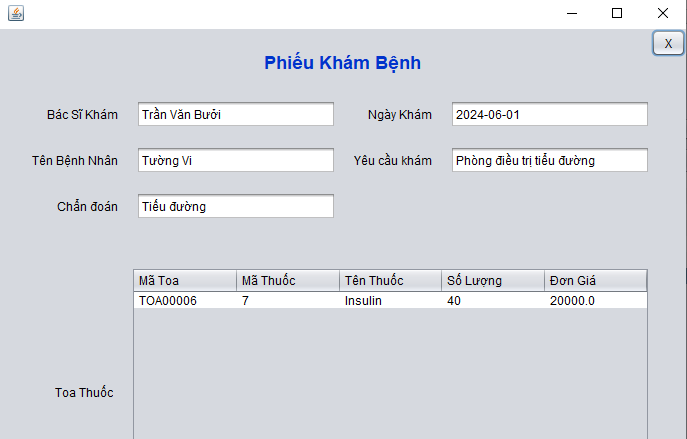 X
Phiếu Khám Bệnh
Bác Sĩ Khám Trần Văn Bưởi Ngày Khám 2024-06-01
Tên Bệnh Nhân Tường Vi Yêu cầu khám Phòng điều trị tiểu đường
Chẩn đoán Tiểu đường
Mã Toa Mã Thuốc Tên Thuốc Số Lượng Đơn Giá
TOA00006 7 Insulin 40 20000.0
Toa Thuốc